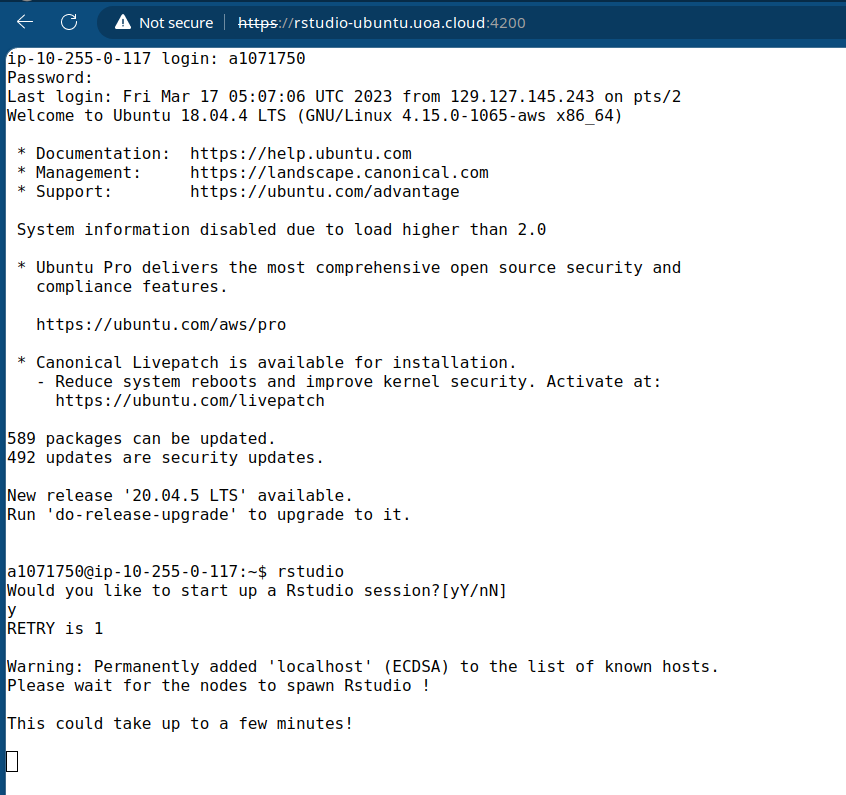 Not secure https://rstudio-ubuntu.uoa.cloud:4200
ip-10-255-0-117 login: a1071750
Password:
Last login: Fri Mar 17 05:07:06 UTC 2023 from 129.127.145.243 on pts/2
Welcome to Ubuntu 18.04.4 LTS (GNU/Linux 4.15.0-1065-aws x86_64)
* Documentation:  https://help.ubuntu.com
* Management:     https://landscape.canonical.com
* Support:        https://ubuntu.com/advantage
System information disabled due to load higher than 2.0
* Ubuntu Pro delivers the most comprehensive open source security and
compliance features.
https://ubuntu.com/aws/pro
* Canonical Livepatch is available for installation.
- Reduce system reboots and improve kernel security. Activate at:
https://ubuntu.com/livepatch
589 packages can be updated.
492 updates are security updates.
New release '20.04.5 LTS' available.
Run 'do-release-upgrade' to upgrade to it.
a1071750@ip-10-255-0-117:~$ rstudio
Would you like to start up a Rstudio session?[yY/nN]
y
RETRY is 1
Warning: Permanently added 'localhost' (ECDSA) to the list of known hosts.
Please wait for the nodes to spawn Rstudio !
This could take up to a few minutes!